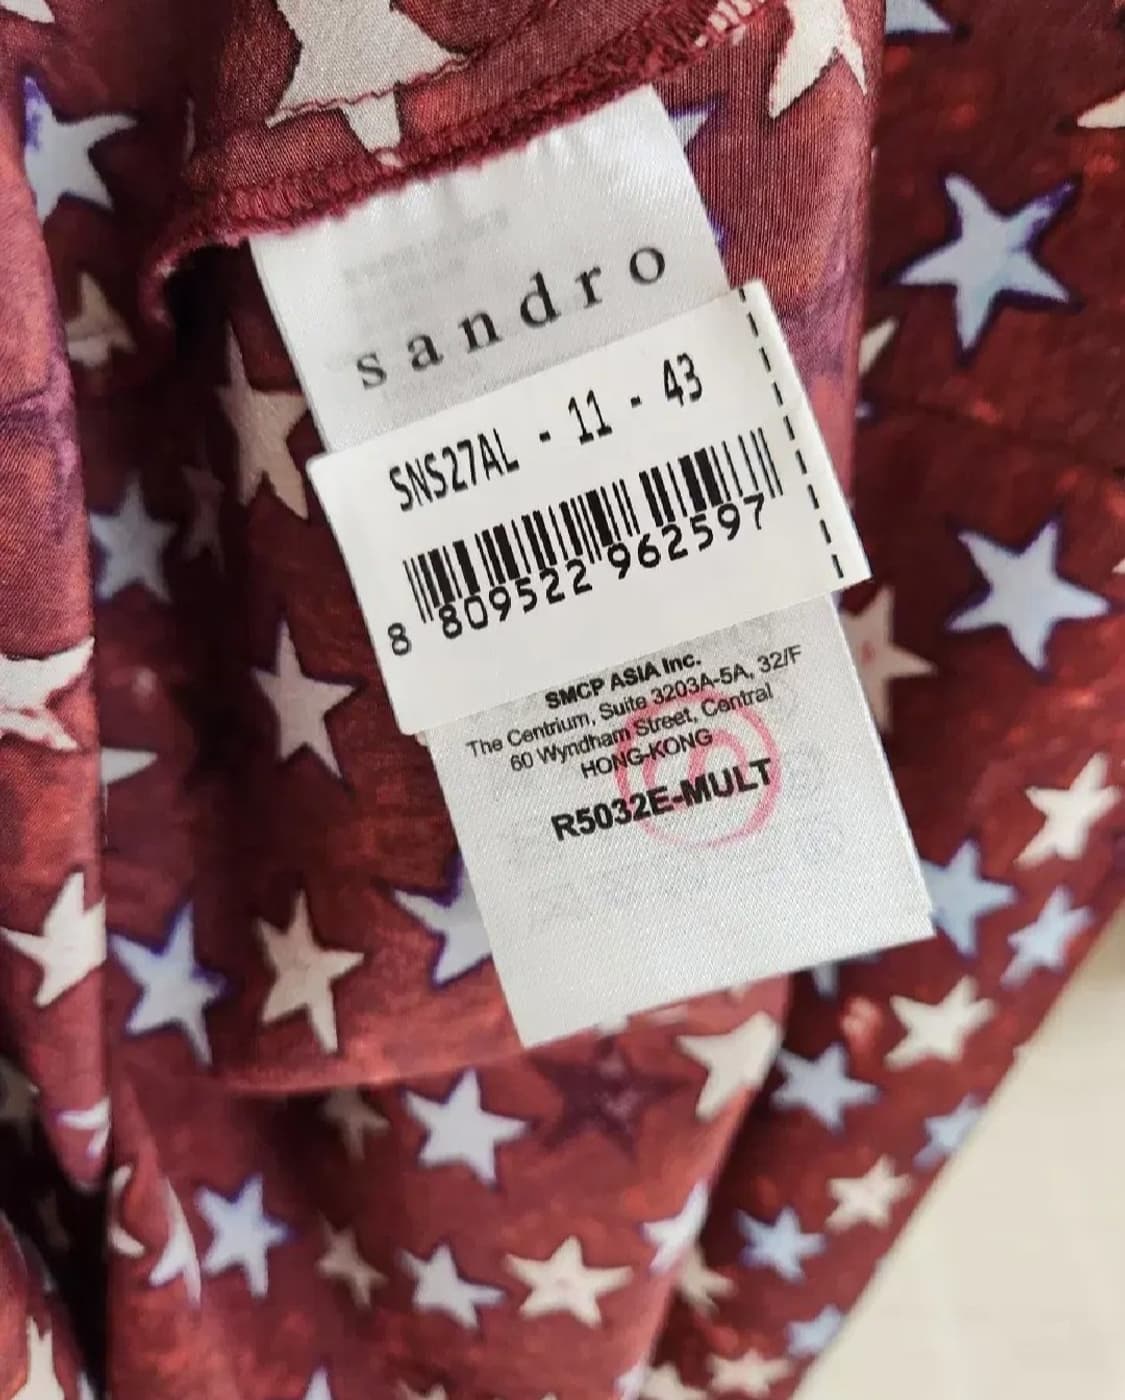 sandro
SNS27AL - 11 - 43
8 809522 962597
SMCP ASIA Inc.
The Centrium, Suite 3203A-5A, 32/F
60 Wyndham Street, Central
HONG-KONG
R5032E-MULT